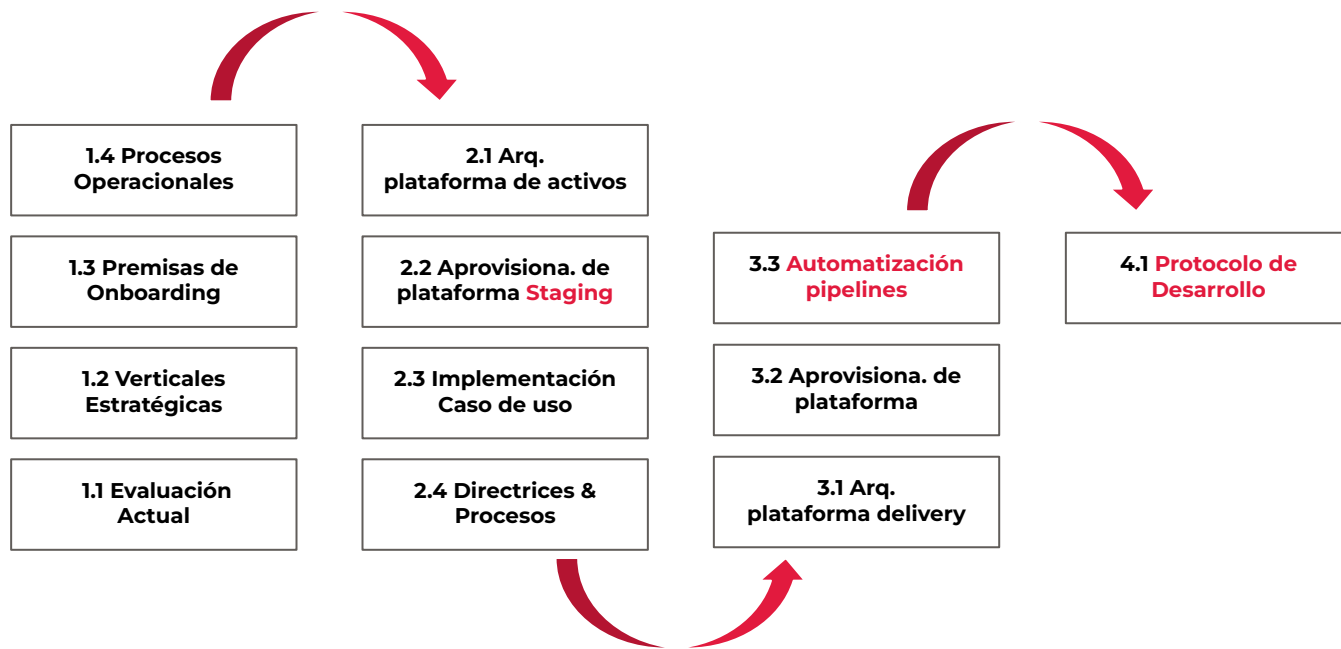 1.4 Procesos
Operacionales
1.3 Premisas de
Onboarding
1.2 Verticales
Estratégicas
1.1 Evaluación
Actual
2.1 Arq.
plataforma de activos
2.2 Aprovisiona. de
plataforma Staging
2.3 Implementación
Caso de uso
2.4 Directrices &
Procesos
3.3 Automatización
pipelines
3.2 Aprovisiona. de
plataforma
3.1 Arq.
plataforma delivery
4.1 Protocolo de
Desarrollo